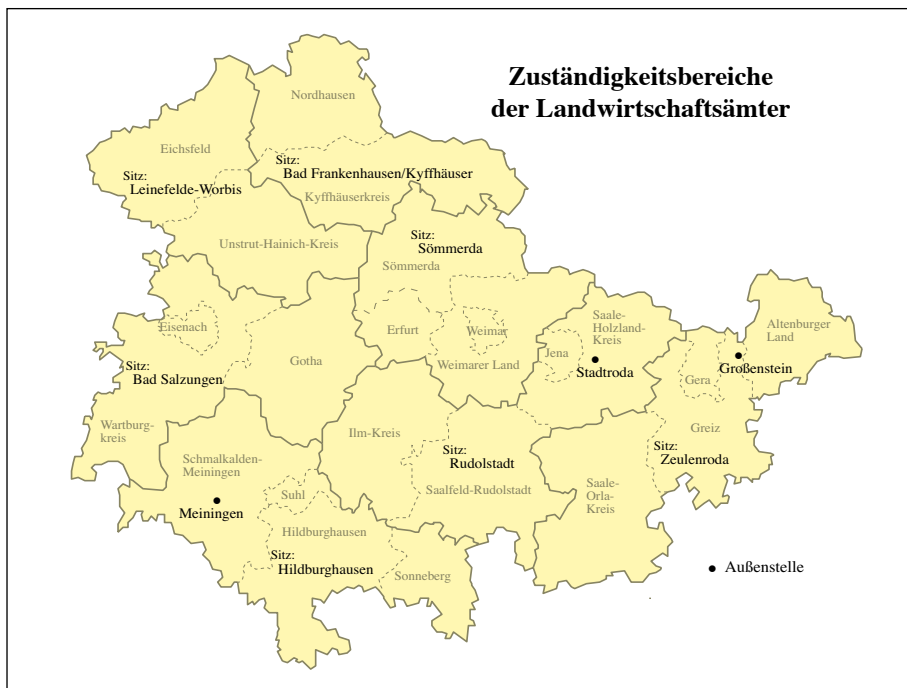 Zuständigkeitsbereiche
der Landwirtschaftsämter
Nordhausen
Eichsfeld
Sitz:
Bad Frankenhausen/Kyffhäuser
Sitz:
Leinefelde-Worbis
Kyffhäuserkreis
Unstrut-Hainich-Kreis
Sitz:
Sömmerda
Sömmerda
Eisenach
Erfurt
Weimar
Weimarer Land
Saale-
Holzland-
Kreis
Jena
Stadtroda
Altenburger
Land
Großenstein
Gera
Gotha
Sitz:
Bad Salzungen
Wartburg-
kreis
Ilm-Kreis
Sitz:
Rudolstadt
Saalfeld-Rudolstadt
Greiz
Sitz:
Zeulenroda
Schmalkalden-
Meiningen
Suhl
Meiningen
Saale-
Orla-
Kreis
Hildburghausen
Sitz:
Hildburghausen
Sonneberg
Außenstelle